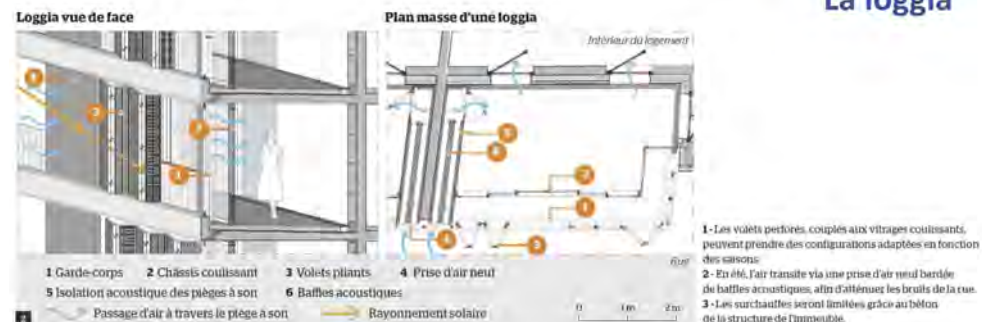 La loggia
Loggia vue de face
Plan masse d'une loggia
Intérieur du logement
Rue
1 Garde-corps 2 Châssis coulissant 3 Volets pliants 4 Prise d'air neuf
5 Isolation acoustique des pièges à son 6 Baffles acoustiques
Passage d'air à travers le piège à son Rayonnement solaire
0 1m 2m
1 - Les volets perforés, couplés aux vitrages coulissants,
peuvent prendre des configurations adaptées en fonction
des saisons
2 - En été, l'air transite via une prise d'air neuf bardée
de baffles acoustiques, afin d'atténuer les bruits de la rue.
3 - Les surchauffes seront limitées grâce au béton
de la structure de l'immeuble.